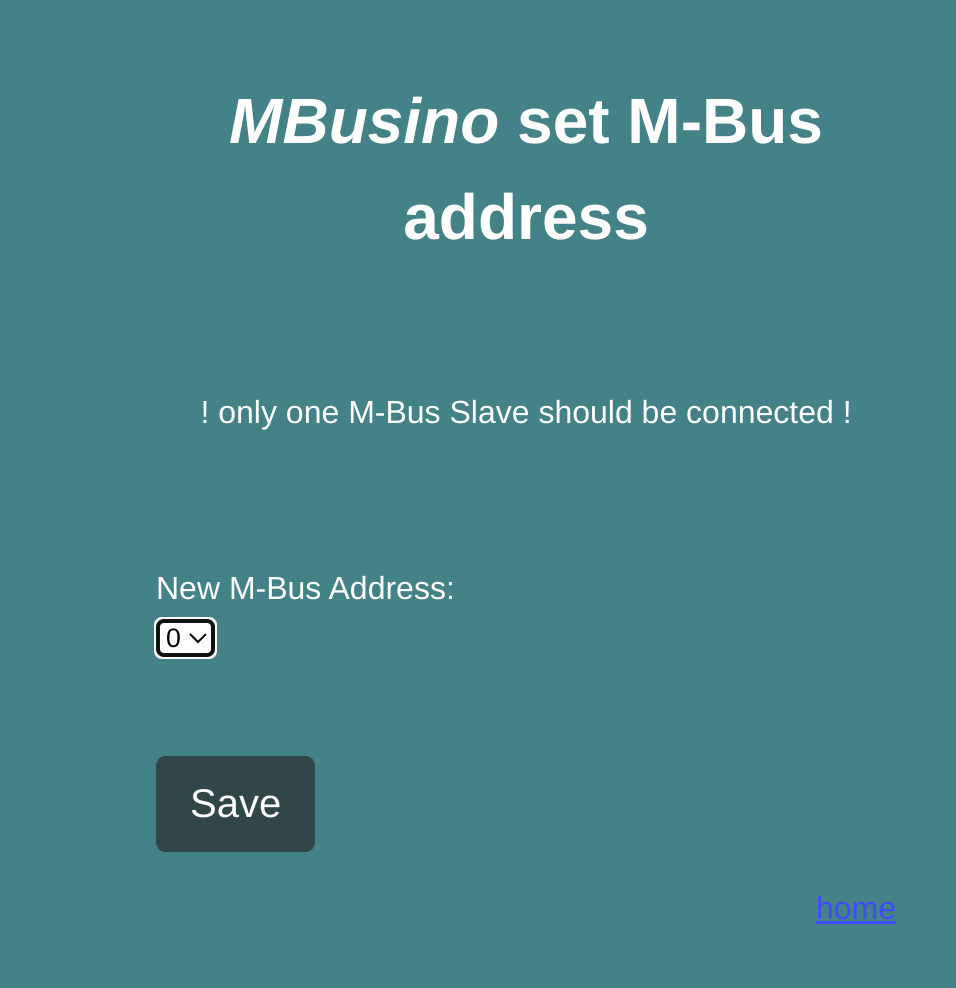 MBusino set M-Bus
address
! only one M-Bus Slave should be connected !
New M-Bus Address:
0
Save
home